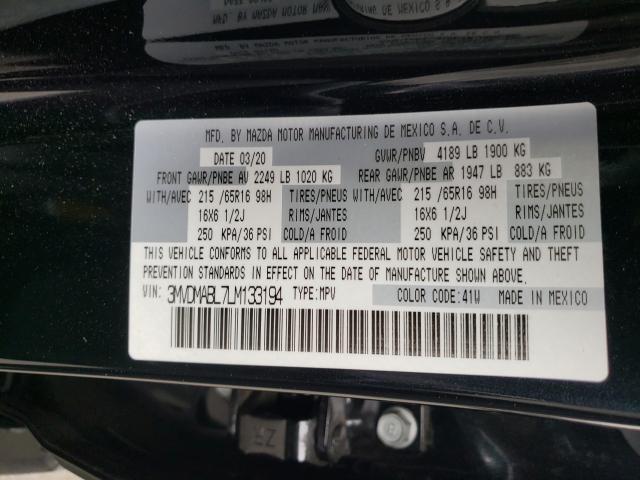 MFD. BY MAZDA MOTOR MANUFACTURING DE MEXICO S.A. DE C.V.
DATE 03/20 GVWR/PNBV 4189 LB 1900 KG
FRONT GAWR/PNBE AV 2249 LB 1020 KG REAR GAWR/PNBE AR 1947 LB 883 KG
WITH/AVEC 215 /65R16 98H TIRES/PNEUS WITH/AVEC 215 /65R16 98H TIRES/PNEUS
16X6 1/2J RIMS/JANTES 16X6 1/2J RIMS/JANTES
250 KPA/36 PSI COLD/A FROID 250 KPA/36 PSI COLD/A FROID
THIS VEHICLE CONFORMS TO ALL APPLICABLE FEDERAL MOTOR VEHICLE SAFETY AND THEFT
PREVENTION STANDARDS IN EFFECT ON THE DATE OF MANUFACTURE SHOWN ABOVE.
VIN: 3MVDMABL7LM133194 TYPE: MPV COLOR CODE: 41W MADE IN MEXICO